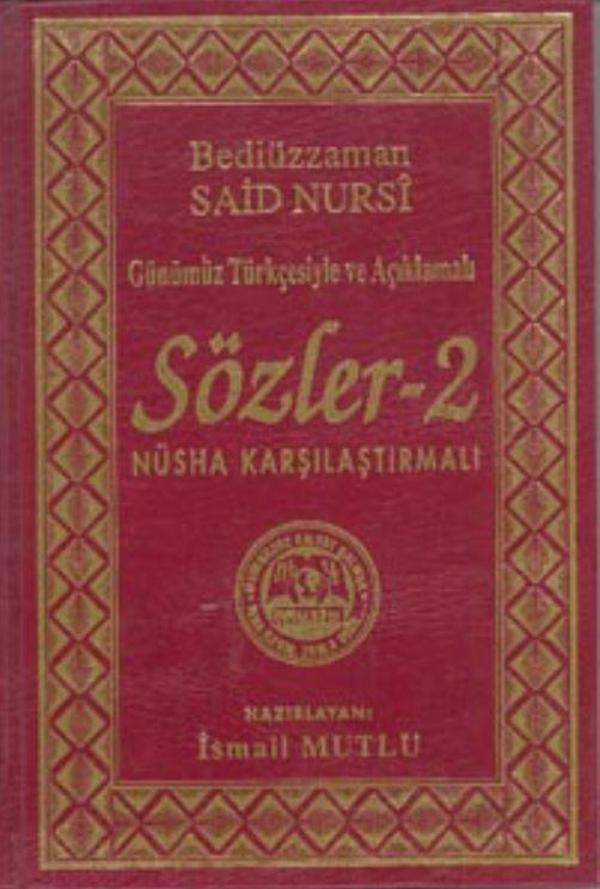 Bediüzzaman
SAİD NURSÎ
Günümüz Türkçesiyle ve Açıklamalı
Sözler-2
NÜSHA KARŞILAŞTIRMALI
HAZIRLAYAN:
İsmail MUTLU